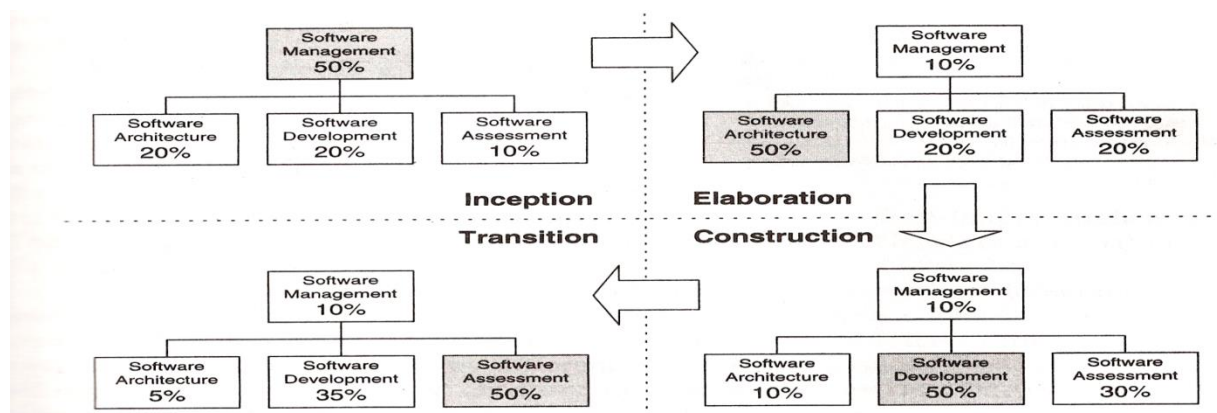 Software
Management
50%
Software
Architecture
20%
Software
Development
20%
Software
Assessment
10%
Inception
Software
Management
10%
Software
Architecture
50%
Software
Development
20%
Software
Assessment
20%
Elaboration
Transition
Software
Management
10%
Software
Architecture
5%
Software
Development
35%
Software
Assessment
50%
Construction
Software
Management
10%
Software
Architecture
10%
Software
Development
50%
Software
Assessment
30%